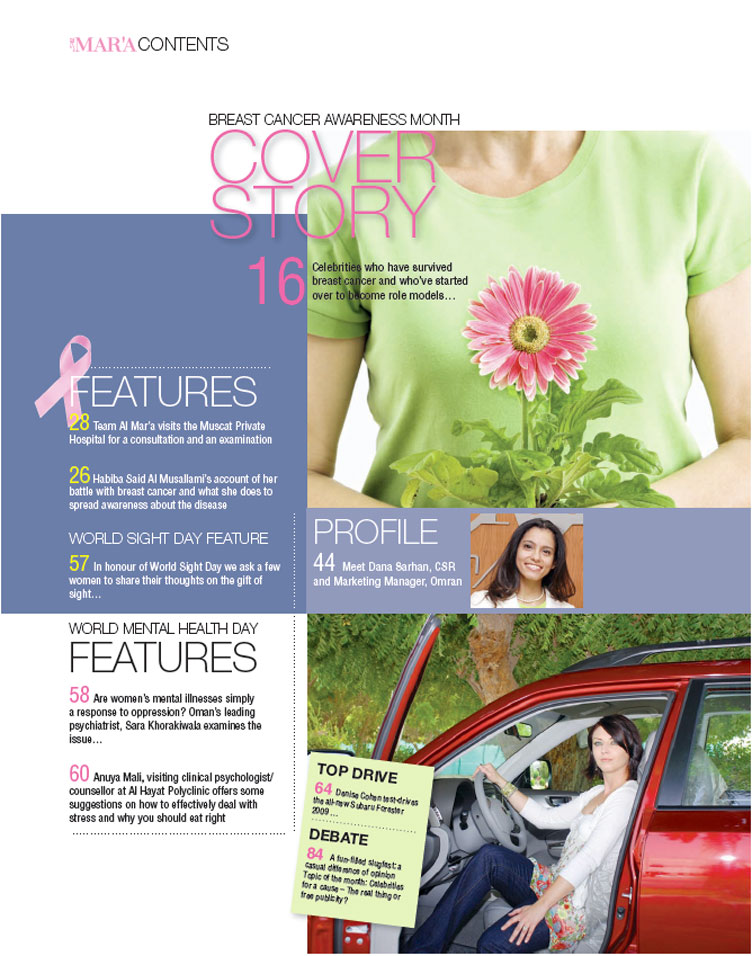 MAR'A CONTENTS
BREAST CANCER AWARENESS MONTH
COVER
STORY
16 Celebrities who have survived
breast cancer and who've started
over to become role models...
FEATURES
28 Team Al Mar'a visits the Muscat Private
Hospital for a consultation and an examination
26 Habiba Said Al Musallami's account of her
battle with breast cancer and what she does to
spread awareness about the disease
WORLD SIGHT DAY FEATURE
57 In honour of World Sight Day we ask a few
women to share their thoughts on the gift of
sight...
PROFILE
44 Meet Dana Sarhan, CSR
and Marketing Manager, Omran
WORLD MENTAL HEALTH DAY
FEATURES
58 Are women's mental illnesses simply
a response to oppression? Oman's leading
psychiatrist, Sara Khorakiwala examines the
issue...
60 Anuya Mali, visiting clinical psychologist/
counsellor at Al Hayat Polyclinic offers some
suggestions on how to effectively deal with
stress and why you should eat right
TOP DRIVE
64 Denise Cohen test-drives
the all-new Subaru Forester
2009...
DEBATE
84 A fun-filled slugfest: a
casual difference of opinion
Topic of the month: Celebrities
for a cause – The real thing or
free publicity?